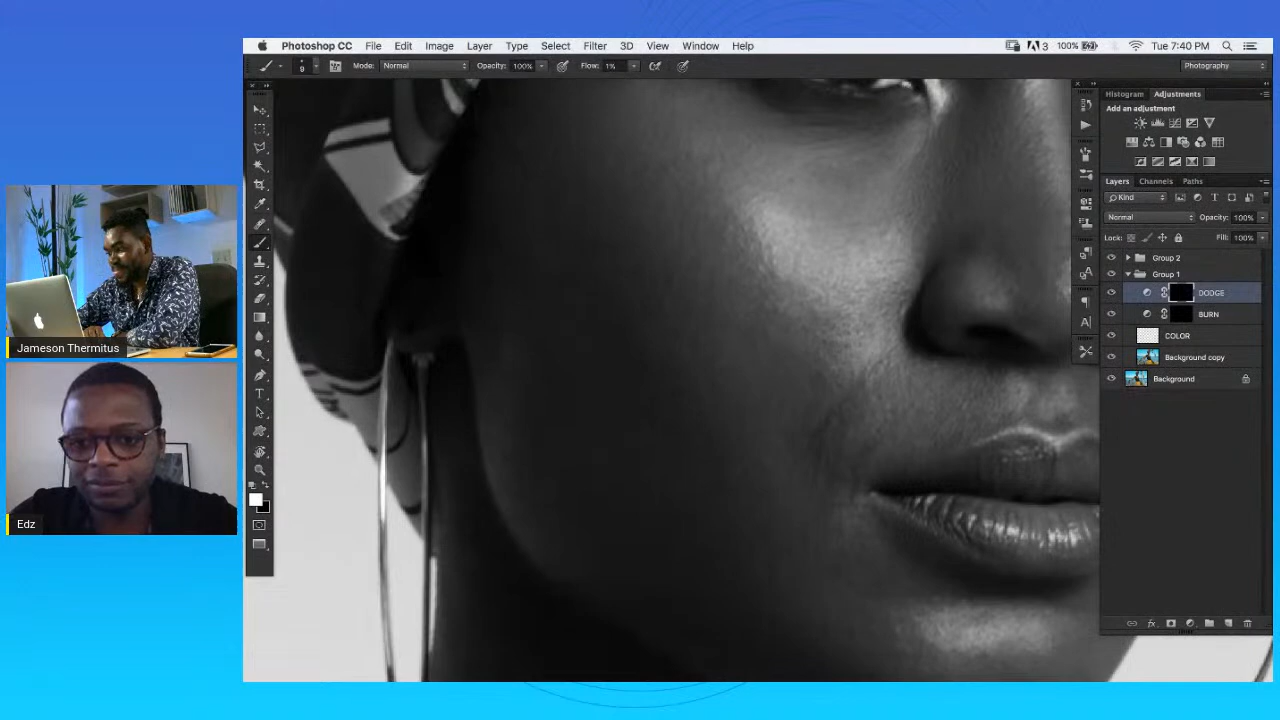 Photoshop CC File Edit Image Layer Type Select Filter 3D View Window Help 3 100% Tue 7:40 PM
9 Mode: Normal Opacity: 100% Flow: 1% Photography
Histogram Adjustments
Add an adjustment
Layers Channels Paths
Kind
Normal Opacity: 100%
Lock: Fill: 100%
Group 2
Group 1
DODGE
BURN
COLOR
Background copy
Background
Jameson Thermitus
Edz